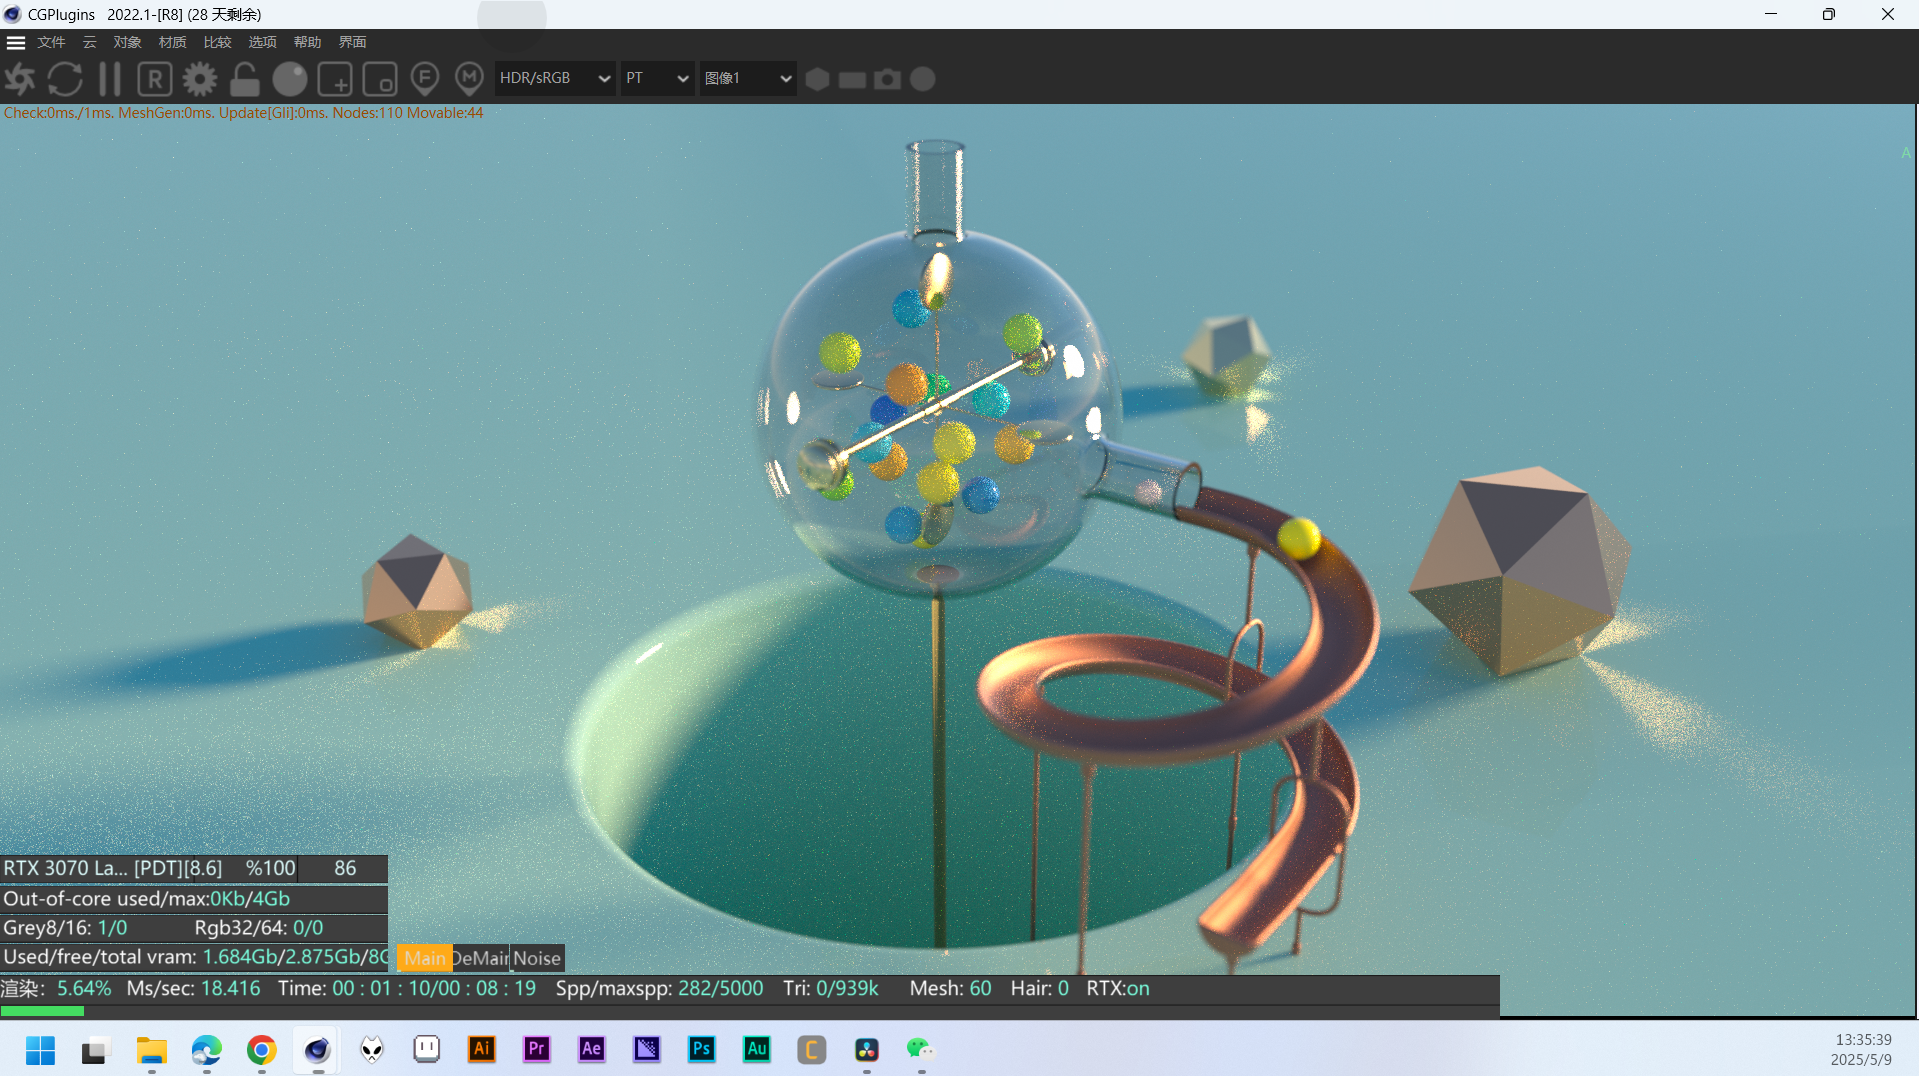 CGPlugins 2022.1-[R8] (28 天剩余)
文件 云 对象 材质 比较 选项 帮助 界面
R F M HDR/sRGB PT 图像1
Check:0ms./1ms. MeshGen:0ms. Update[Gli]:0ms. Nodes:110 Movable:44
A
RTX 3070 La... [PDT][8.6] %100 86
Out-of-core used/max:0Kb/4Gb
Grey8/16: 1/0 Rgb32/64: 0/0
Used/free/total vram: 1.684Gb/2.875Gb/8G
Main DeMain Noise
渲染: 5.64% Ms/sec: 18.416 Time: 00 : 01 : 10/00 : 08 : 19 Spp/maxspp: 282/5000 Tri: 0/939k Mesh: 60 Hair: 0 RTX:on
Ai Pr Ae Ps Au C
13:35:39
2025/5/9